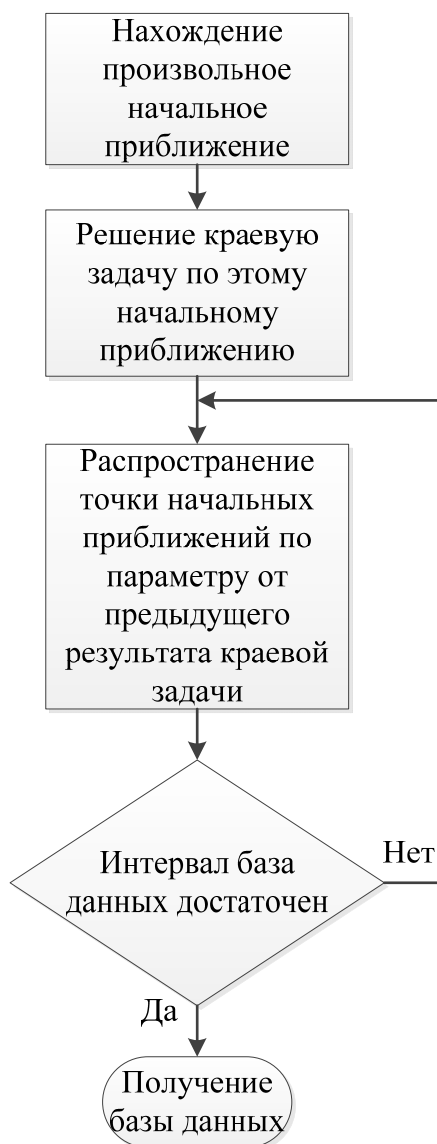 Нахождение
произвольное
начальное
приближение
Решение краевую
задачу по этому
начальному
приближению
Распространение
точки начальных
приближений по
параметру от
предыдущего
результата краевой
задачи
Интервал база
данных достаточен
Нет
Да
Получение
базы данных